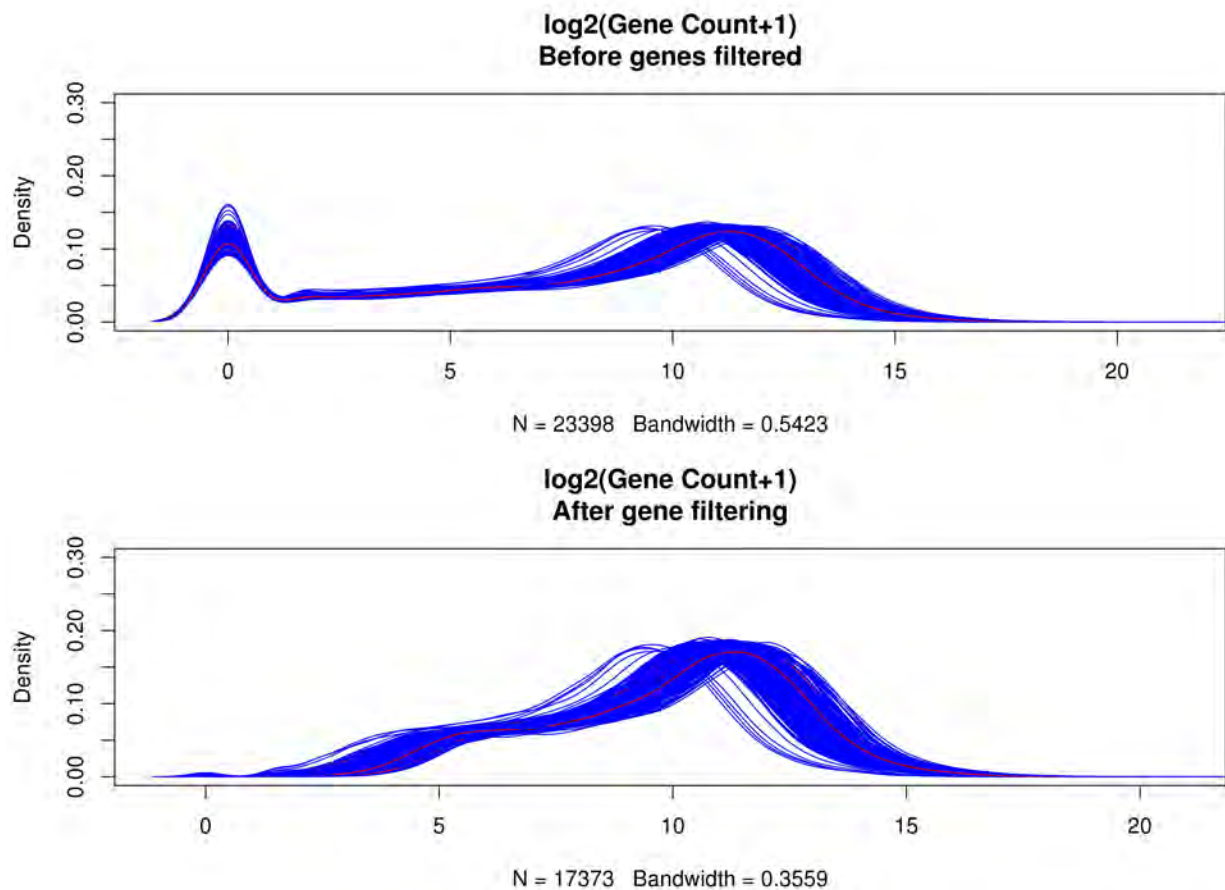 log2(Gene Count+1)
Before genes filtered
Density
0.30
0.20
0.10
0.00
0 5 10 15 20
N = 23398 Bandwidth = 0.5423
log2(Gene Count+1)
After gene filtering
Density
0.30
0.20
0.10
0.00
0 5 10 15 20
N = 17373 Bandwidth = 0.3559